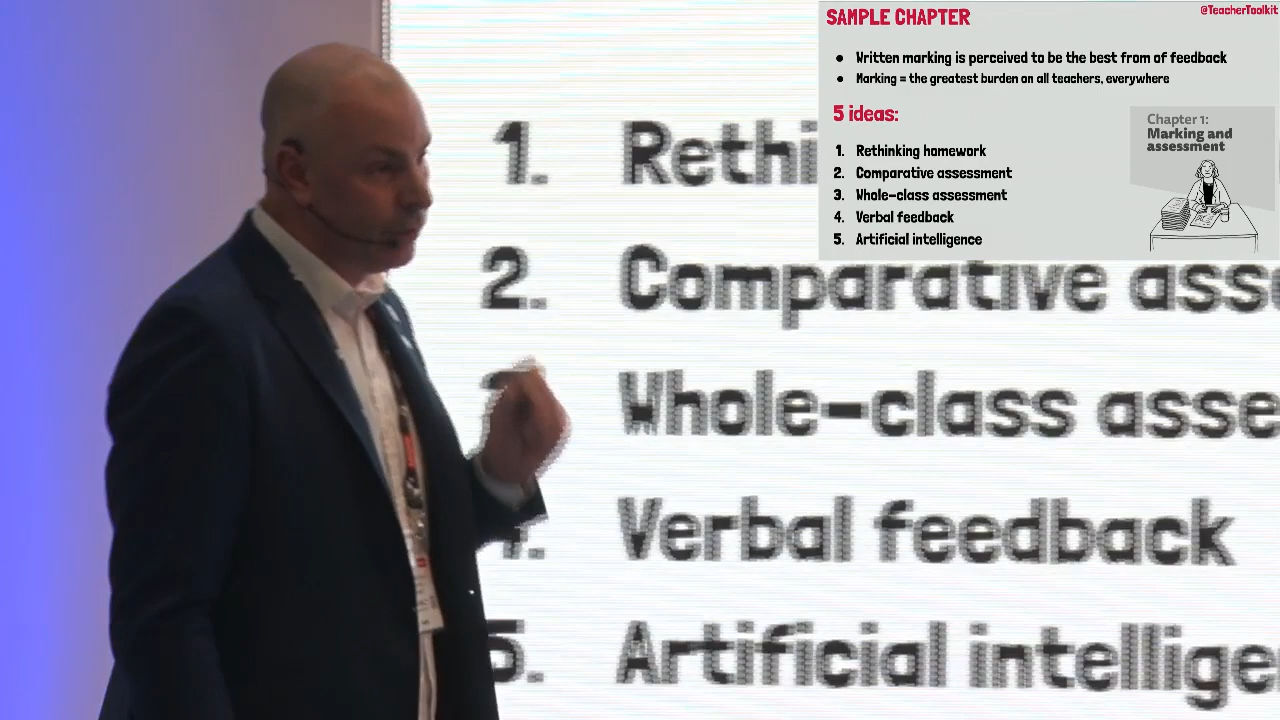 SAMPLE CHAPTER
@TeacherToolkit
● Written marking is perceived to be the best from of feedback
● Marking = the greatest burden on all teachers, everywhere
5 ideas:
1. Rethinking homework
2. Comparative assessment
3. Whole-class assessment
4. Verbal feedback
5. Artificial intelligence
Chapter 1:
Marking and
assessment
1. Rethi
2. Comparative asse
Whole-class asse
Verbal feedback
5. Artificial intellige